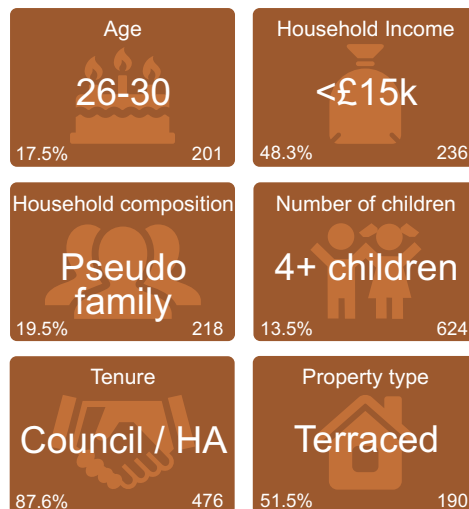 Age
26-30
17.5% 201
Household Income
<£15k
48.3% 236
Household composition
Pseudo
family
19.5% 218
Number of children
4+ children
13.5% 624
Tenure
Council / HA
87.6% 476
Property type
Terraced
51.5% 190